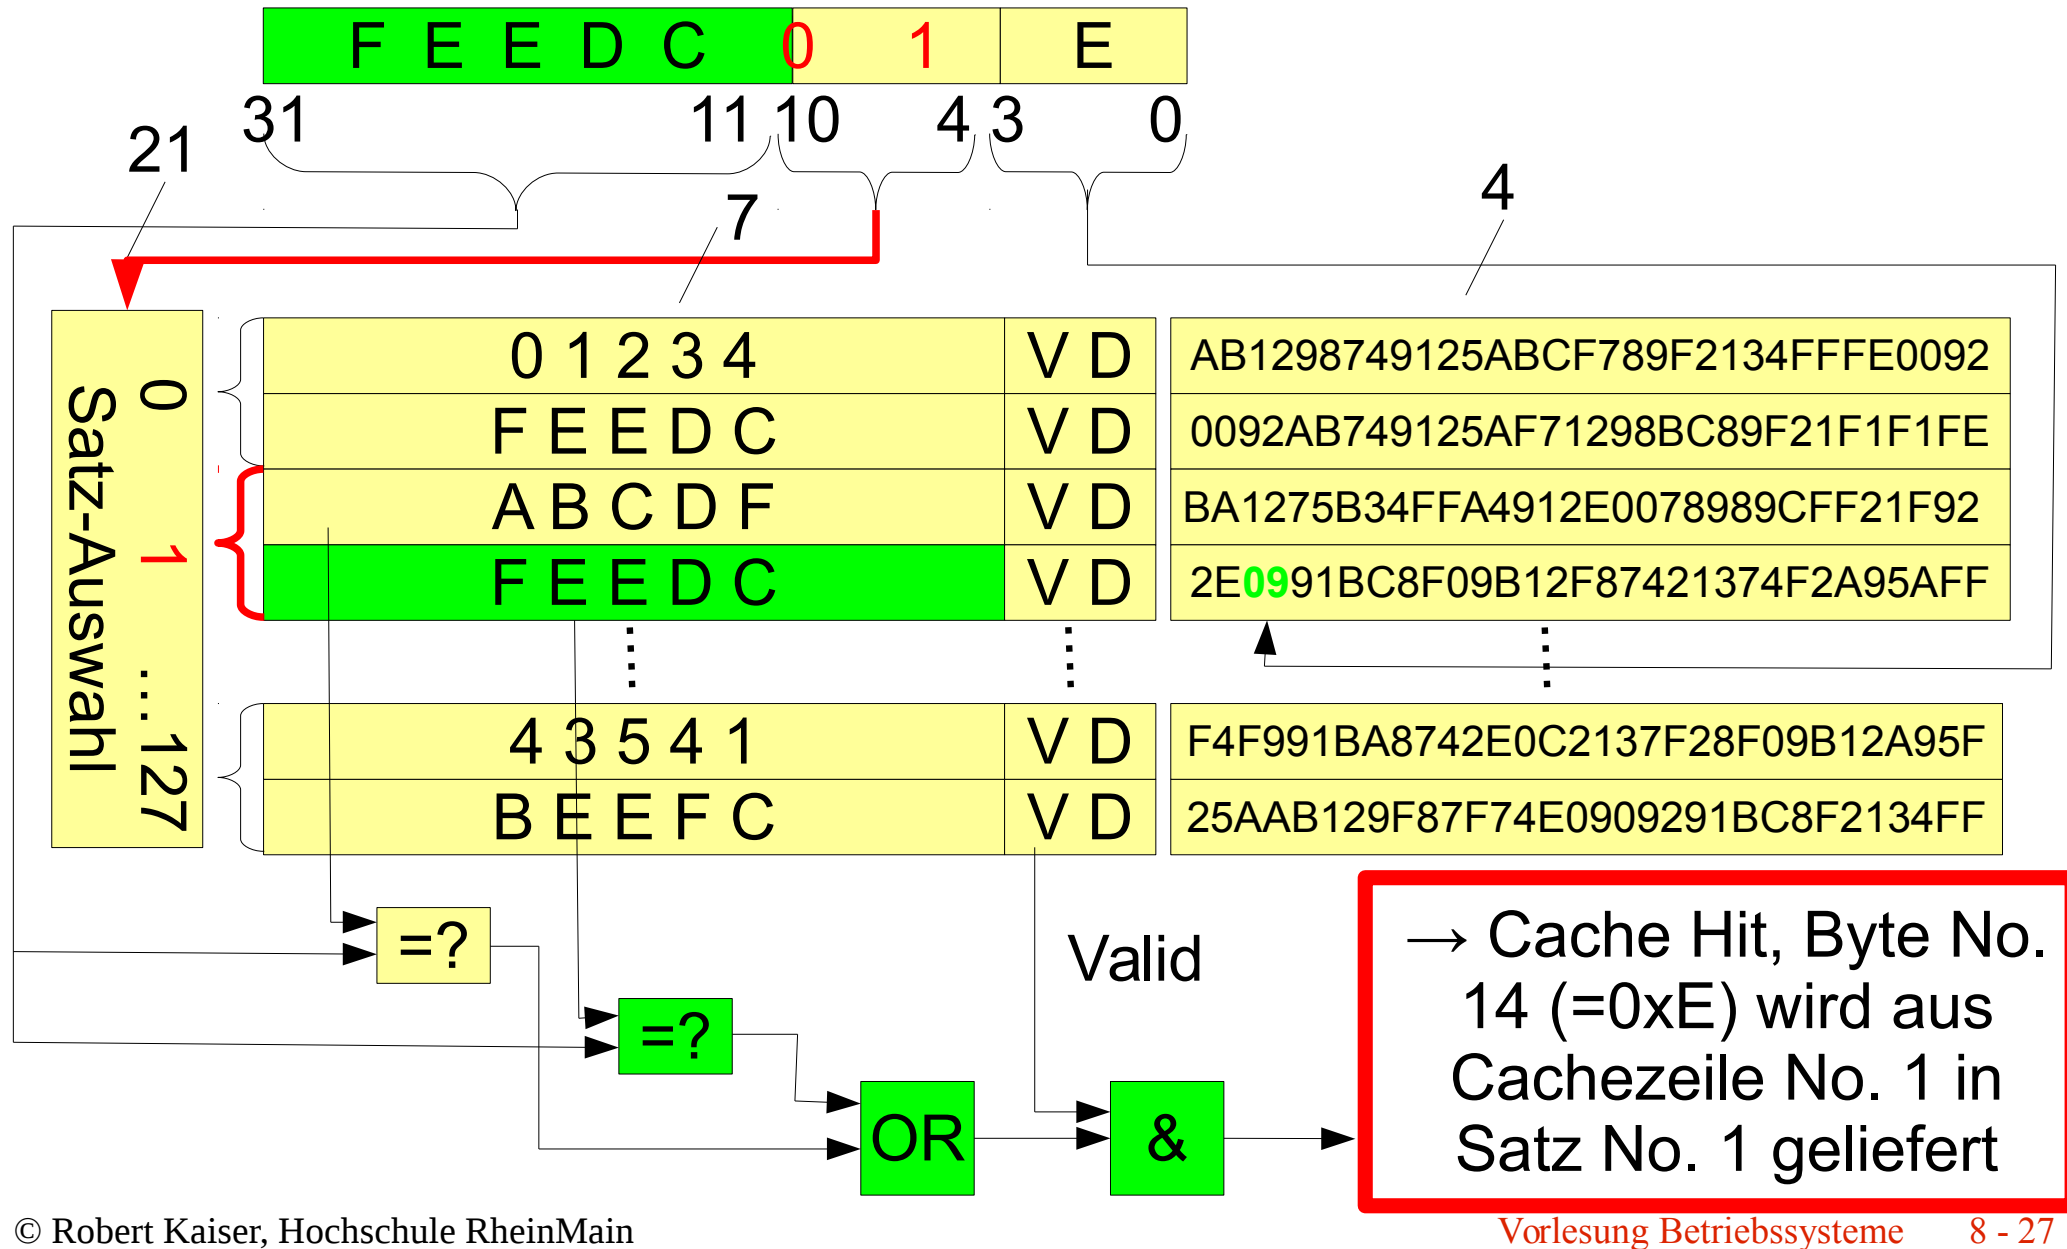 F E E D C 0 1 E
31 11 10 4 3 0
21
7
4
Satz-Auswahl
0 1 ...127
0 1 2 3 4 V D AB1298749125ABCF789F2134FFFE0092
F E E D C V D 0092AB749125AF71298BC89F21F1F1FE
A B C D F V D BA1275B34FFA4912E0078989CFF21F92
F E E D C V D 2E0991BC8F09B12F87421374F2A95AFF
4 3 5 4 1 V D F4F991BA8742E0C2137F28F09B12A95F
B E E F C V D 25AAB129F87F74E0909291BC8F2134FF
=?
=?
OR
&
Valid
→ Cache Hit, Byte No.
14 (=0xE) wird aus
Cachezeile No. 1 in
Satz No. 1 geliefert
© Robert Kaiser, Hochschule RheinMain
Vorlesung Betriebssysteme 8 - 27